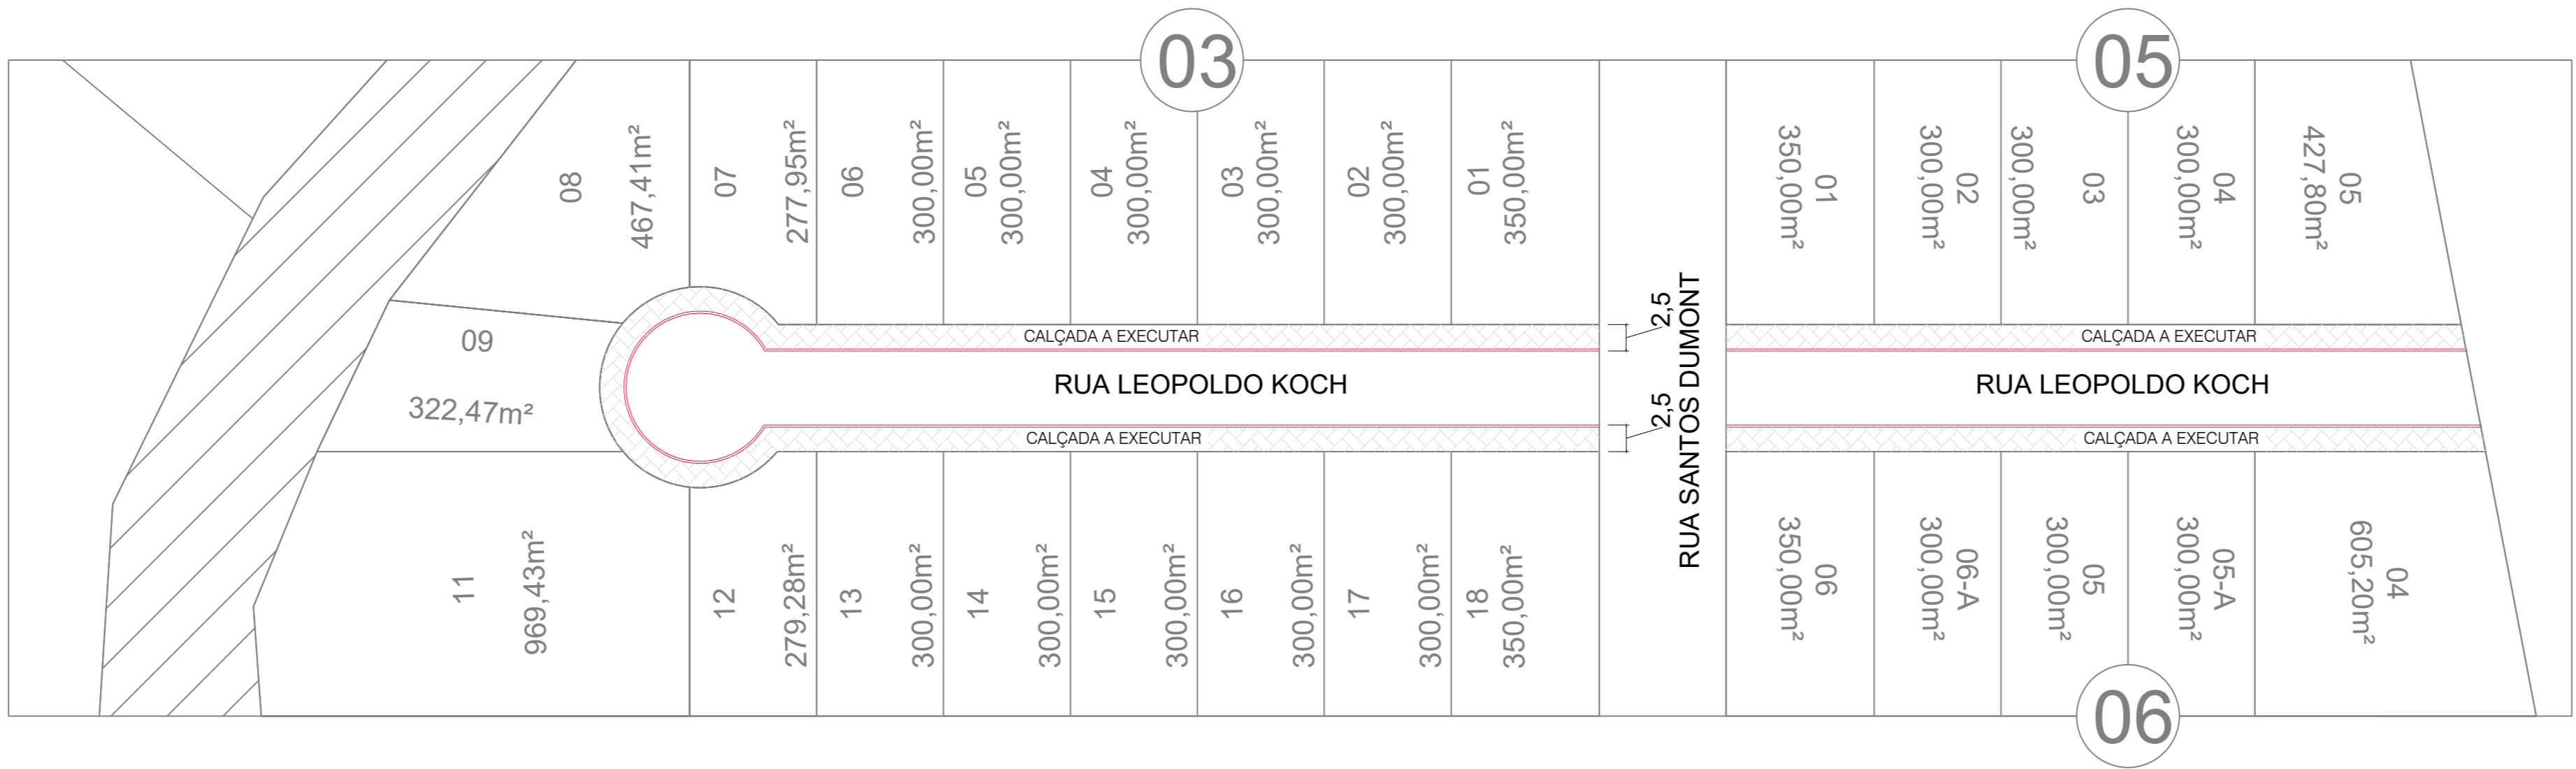 03
05
08
467,41m²
07
277,95m²
06
300,00m²
05
300,00m²
04
300,00m²
03
300,00m²
02
300,00m²
01
350,00m²
01
350,00m²
02
300,00m²
03
300,00m²
04
300,00m²
05
427,80m²
09
322,47m²
CALÇADA A EXECUTAR
RUA LEOPOLDO KOCH
CALÇADA A EXECUTAR
2,5
2,5
RUA SANTOS DUMONT
CALÇADA A EXECUTAR
RUA LEOPOLDO KOCH
CALÇADA A EXECUTAR
11
969,43m²
12
279,28m²
13
300,00m²
14
300,00m²
15
300,00m²
16
300,00m²
17
300,00m²
18
350,00m²
06
350,00m²
06-A
300,00m²
05
300,00m²
05-A
300,00m²
04
605,20m²
06